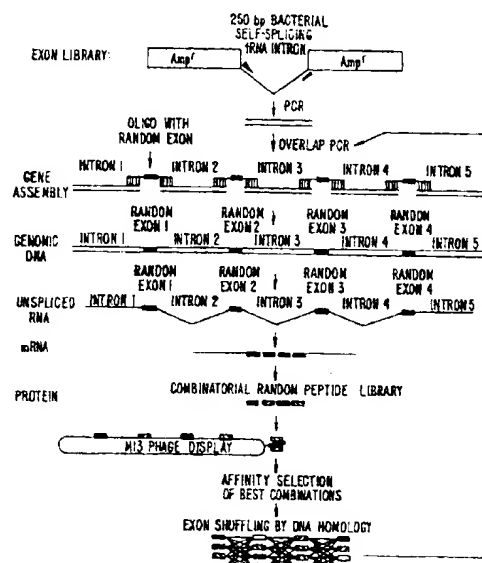 250 bp BACTERIAL
SELF-SPLICING
tRNA INTRON
EXON LIBRARY:
Amp^r
Amp^r
PCR
OVERLAP PCR
OLIGO WITH
RANDOM EXON
INTRON 1 INTRON 2 INTRON 3 INTRON 4 INTRON 5
GENE
ASSEMBLY
RANDOM EXON 1 RANDOM EXON 2 RANDOM EXON 3 RANDOM EXON 4
GENOMIC
DNA
INTRON 1 INTRON 2 INTRON 3 INTRON 4 INTRON 5
RANDOM EXON 1 RANDOM EXON 2 RANDOM EXON 3 RANDOM EXON 4
UNSPLICED
RNA
INTRON 1 INTRON 2 INTRON 3 INTRON 4 INTRON 5
mRNA
PROTEIN
COMBINATORIAL RANDOM PEPTIDE LIBRARY
M13 PHAGE DISPLAY
AFFINITY SELECTION
OF BEST COMBINATIONS
EXON SHUFFLING BY DNA HOMOLOGY